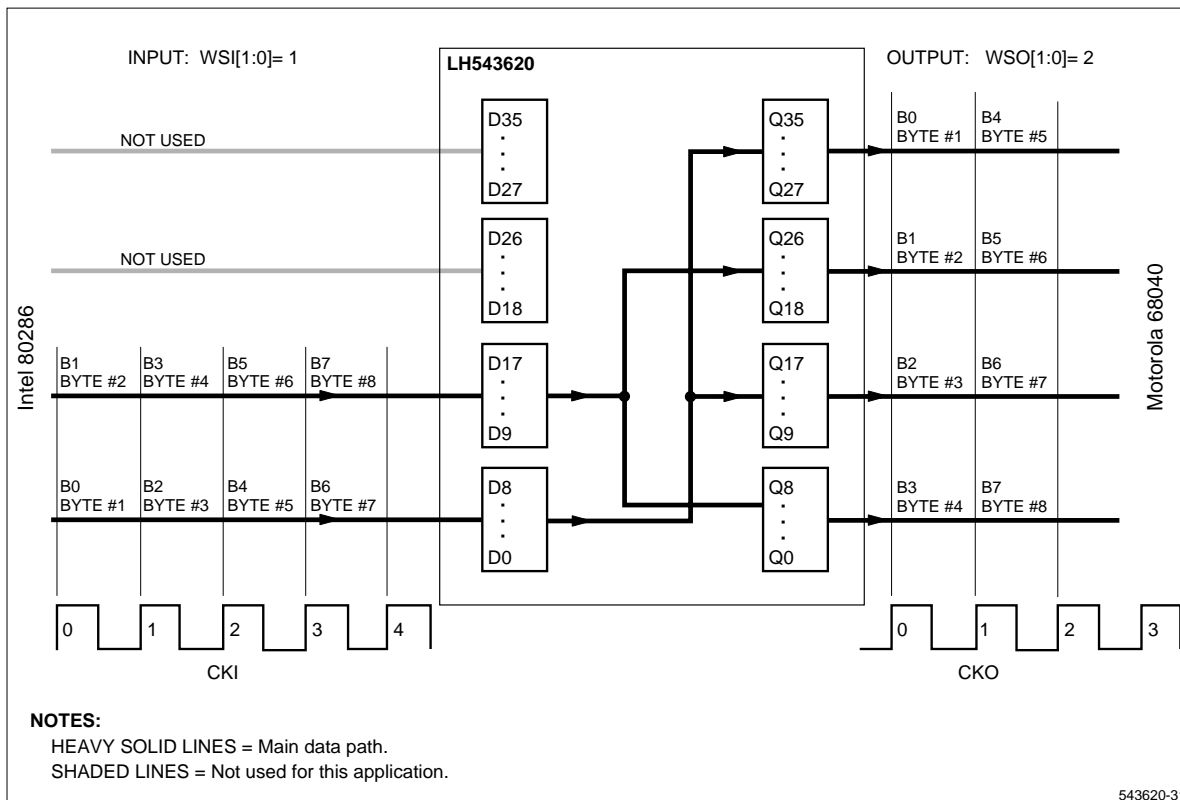 INPUT: WSI[1:0]= 1
LH543620
OUTPUT: WSO[1:0]= 2
NOT USED
D35
D27
Q35
Q27
B0
BYTE #1
B4
BYTE #5
NOT USED
D26
D18
Q26
Q18
B1
BYTE #2
B5
BYTE #6
Intel 80286
Motorola 68040
B1
BYTE #2
B3
BYTE #4
B5
BYTE #6
B7
BYTE #8
D17
D9
Q17
Q9
B2
BYTE #3
B6
BYTE #7
B0
BYTE #1
B2
BYTE #3
B4
BYTE #5
B6
BYTE #7
D8
D0
Q8
Q0
B3
BYTE #4
B7
BYTE #8
0 1 2 3 4
CKI
0 1 2 3
CKO
NOTES:
HEAVY SOLID LINES = Main data path.
SHADED LINES = Not used for this application.